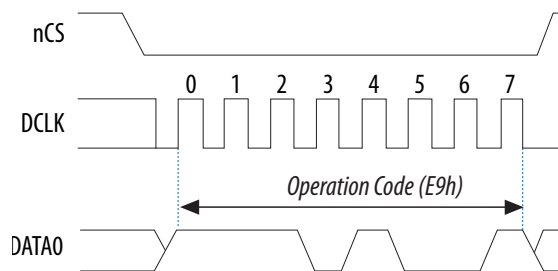 nCS
0 1 2 3 4 5 6 7
DCLK
Operation Code (E9h)
DATA0